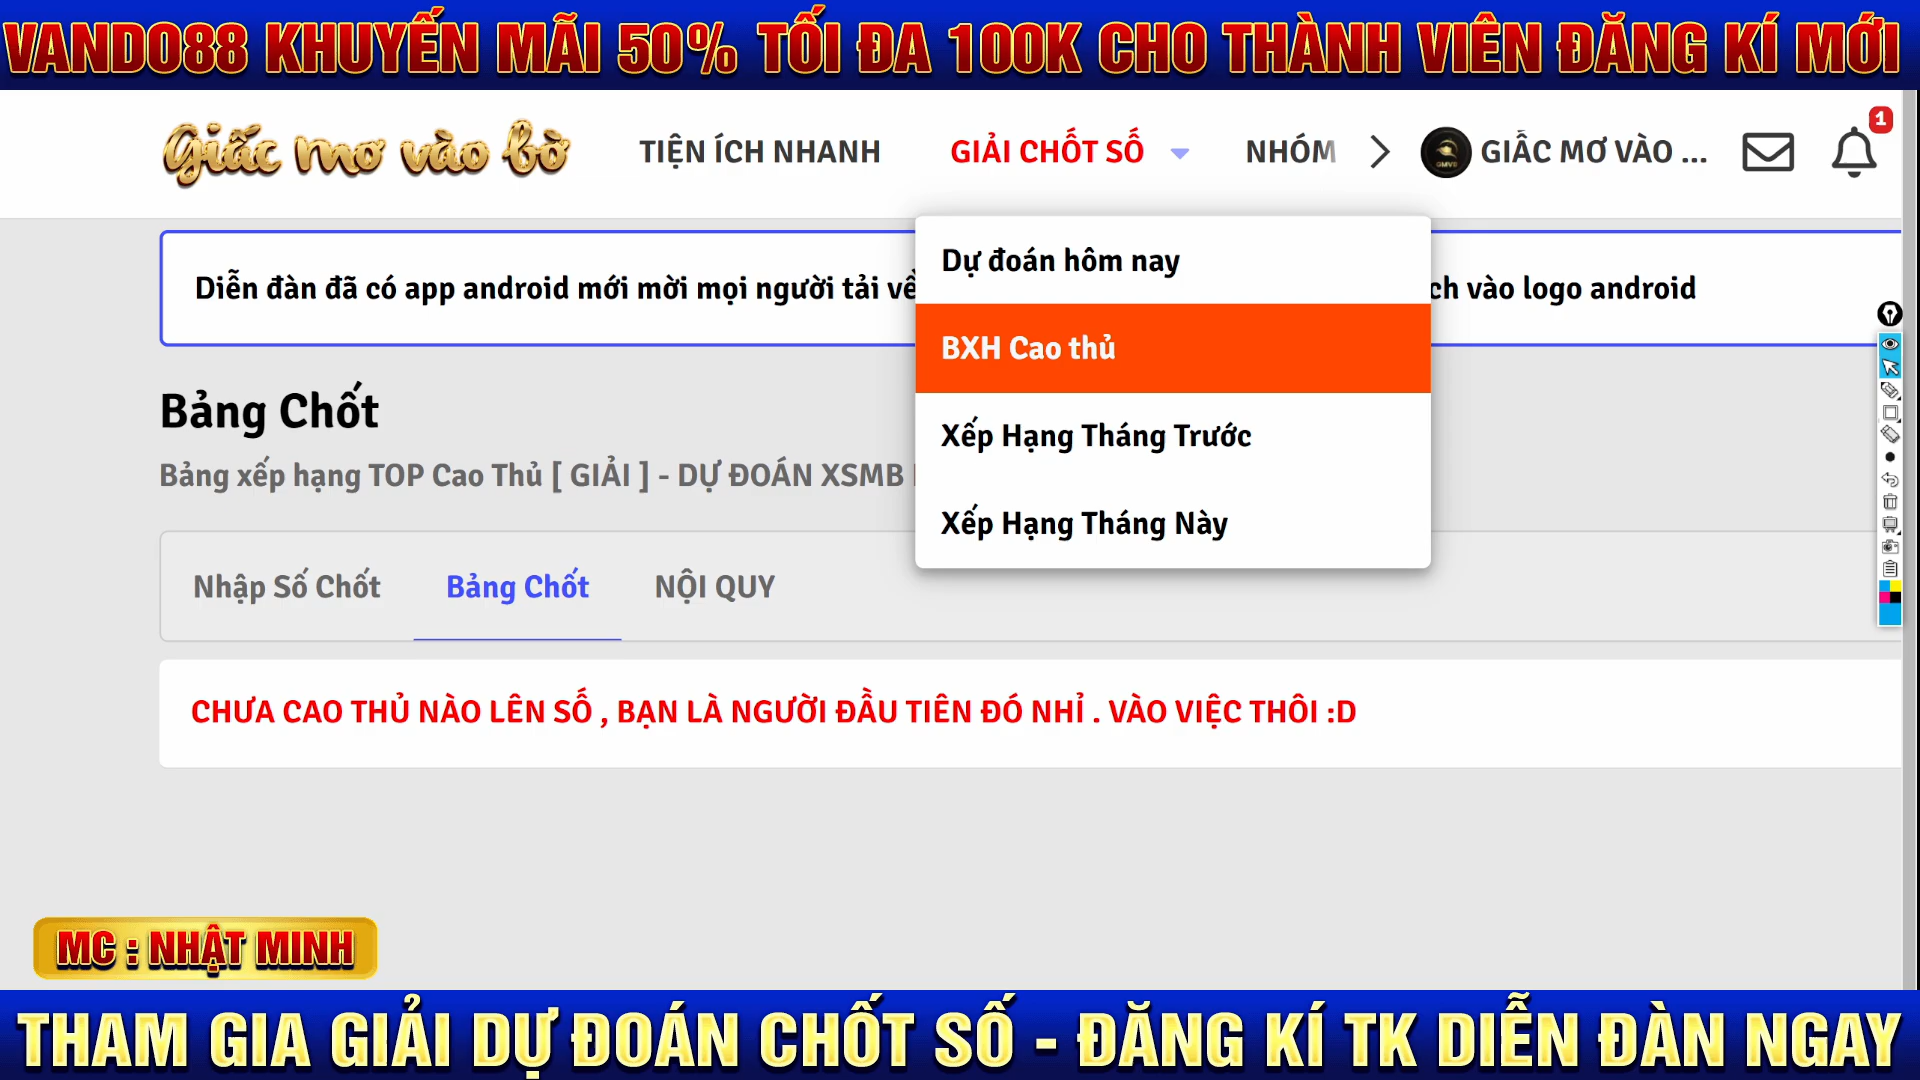 VANDO88 KHUYẾN MÃI 50% TỐI ĐA 100K CHO THÀNH VIÊN ĐĂNG KÍ MỚI
Giấc mơ vào bờ
TIỆN ÍCH NHANH
GIẢI CHỐT SỐ
NHÓM
GIẤC MƠ VÀO ...
1
Dự đoán hôm nay
BXH Cao thủ
Xếp Hạng Tháng Trước
Xếp Hạng Tháng Này
Diễn đàn đã có app android mới mời mọi người tải về
ch vào logo android
Bảng Chốt
Bảng xếp hạng TOP Cao Thủ [ GIẢI ] - DỰ ĐOÁN XSMB
Nhập Số Chốt
Bảng Chốt
NỘI QUY
CHƯA CAO THỦ NÀO LÊN SỐ , BẠN LÀ NGƯỜI ĐẦU TIÊN ĐÓ NHỈ . VÀO VIỆC THÔI :D
MC : NHẬT MINH
THAM GIA GIẢI DỰ ĐOÁN CHỐT SỐ - ĐĂNG KÍ TK DIỄN ĐÀN NGAY